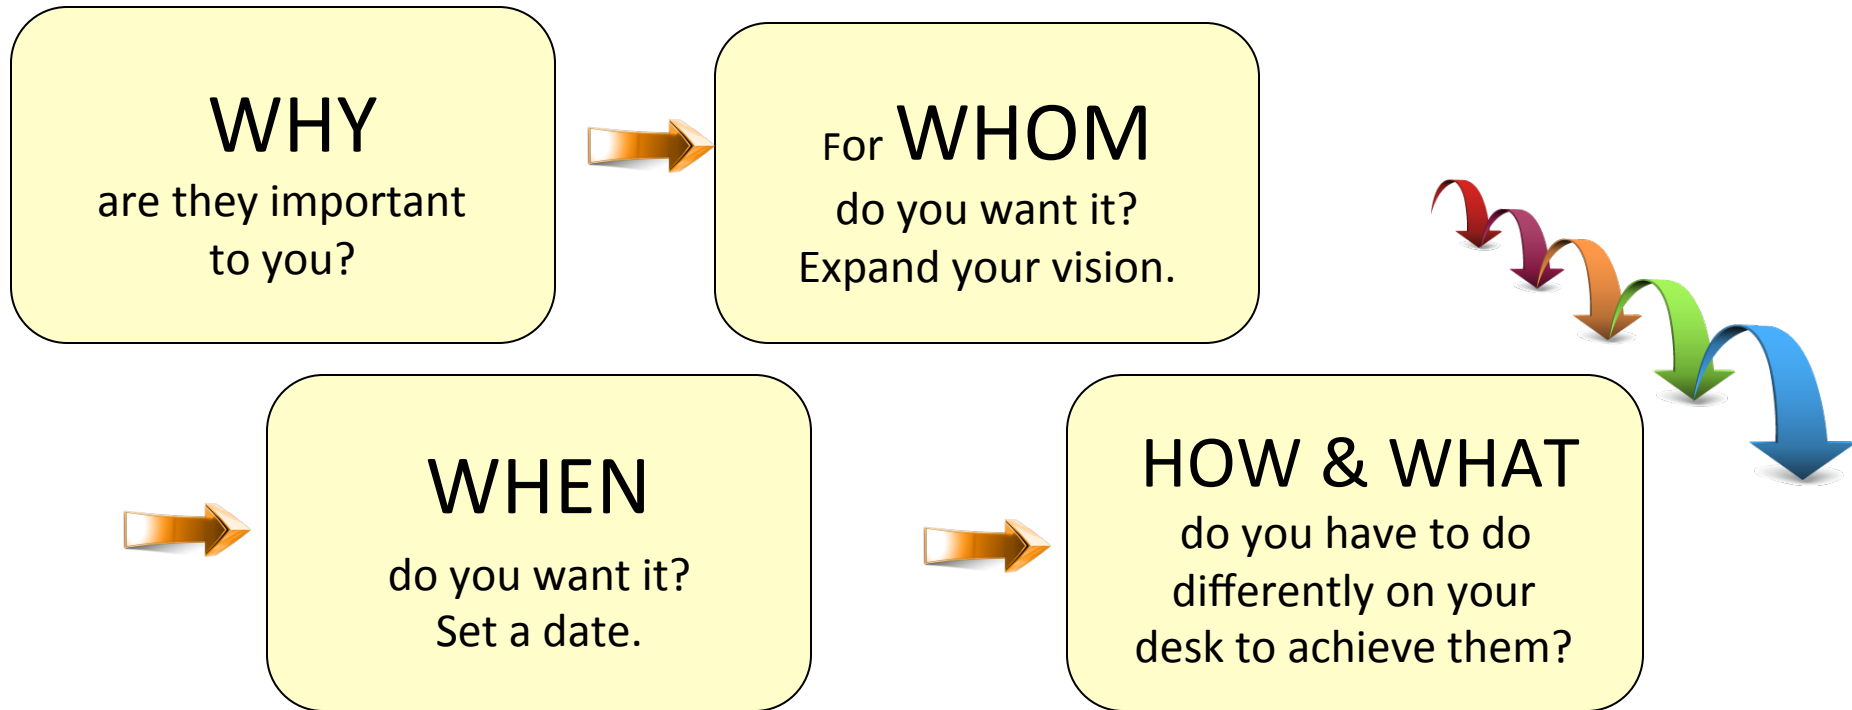 WHY
are they important
to you?
For WHOM
do you want it?
Expand your vision.
WHEN
do you want it?
Set a date.
HOW & WHAT
do you have to do
differently on your
desk to achieve them?